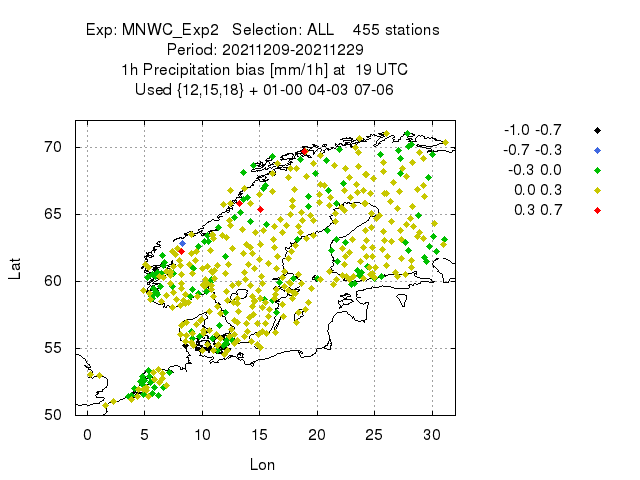 Exp: MNWC_Exp2   Selection: ALL    455 stations
Period: 20211209-20211229
1h Precipitation bias [mm/1h] at  19 UTC
Used {12,15,18} + 01-00 04-03 07-06
-1.0 -0.7
-0.7 -0.3
-0.3 0.0
0.0 0.3
0.3 0.7
70
65
60
55
50
Lat
0 5 10 15 20 25 30
Lon